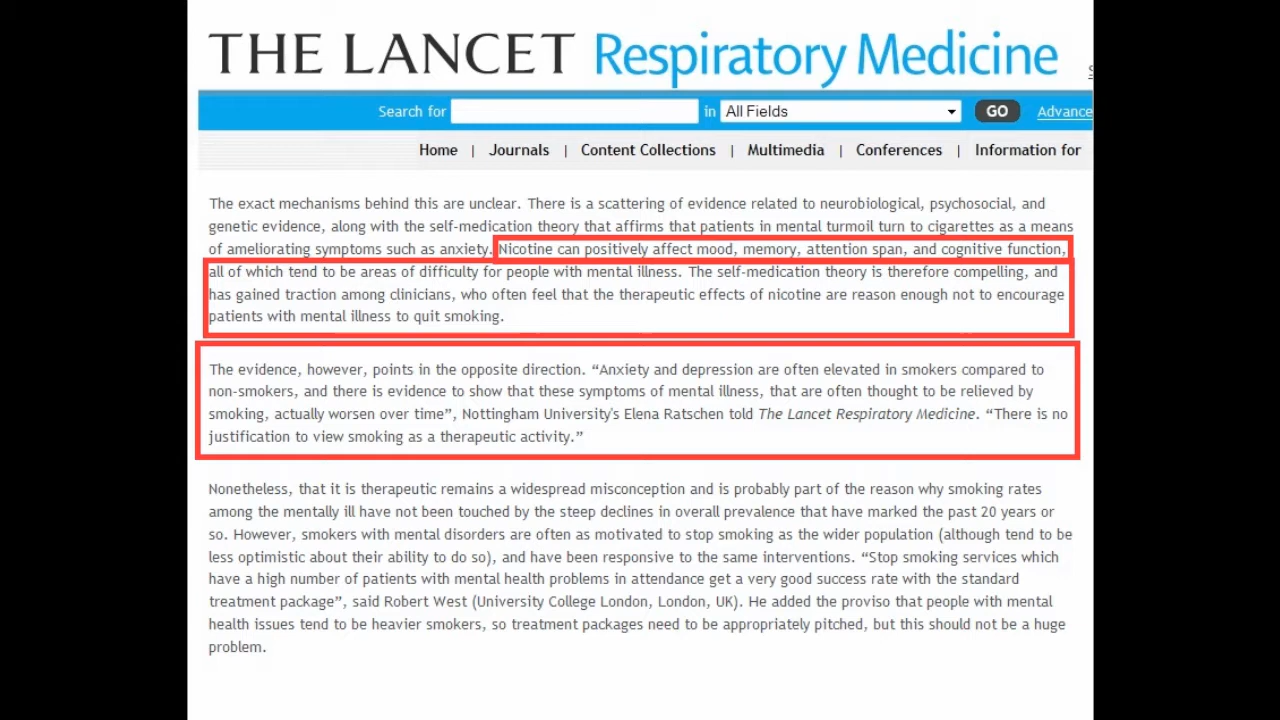 THE LANCET Respiratory Medicine
Search for in All Fields GO Advance
Home | Journals | Content Collections | Multimedia | Conferences | Information for
The exact mechanisms behind this are unclear. There is a scattering of evidence related to neurobiological, psychosocial, and
genetic evidence, along with the self-medication theory that affirms that patients in mental turmoil turn to cigarettes as a means
of ameliorating symptoms such as anxiety. Nicotine can positively affect mood, memory, attention span, and cognitive function,
all of which tend to be areas of difficulty for people with mental illness. The self-medication theory is therefore compelling, and
has gained traction among clinicians, who often feel that the therapeutic effects of nicotine are reason enough not to encourage
patients with mental illness to quit smoking.
The evidence, however, points in the opposite direction. “Anxiety and depression are often elevated in smokers compared to
non-smokers, and there is evidence to show that these symptoms of mental illness, that are often thought to be relieved by
smoking, actually worsen over time”, Nottingham University's Elena Ratschen told The Lancet Respiratory Medicine. “There is no
justification to view smoking as a therapeutic activity.”
Nonetheless, that it is therapeutic remains a widespread misconception and is probably part of the reason why smoking rates
among the mentally ill have not been touched by the steep declines in overall prevalence that have marked the past 20 years or
so. However, smokers with mental disorders are often as motivated to stop smoking as the wider population (although tend to be
less optimistic about their ability to do so), and have been responsive to the same interventions. “Stop smoking services which
have a high number of patients with mental health problems in attendance get a very good success rate with the standard
treatment package”, said Robert West (University College London, London, UK). He added the proviso that people with mental
health issues tend to be heavier smokers, so treatment packages need to be appropriately pitched, but this should not be a huge
problem.